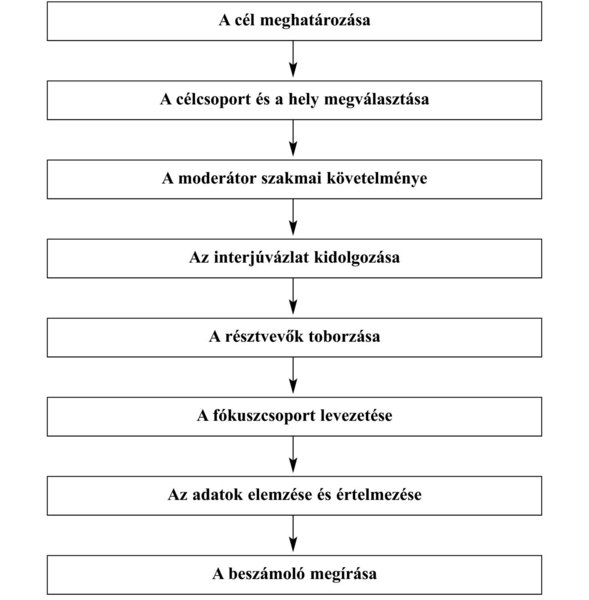 A cél meghatározása
A célcsoport és a hely megválasztása
A moderátor szakmai követelménye
Az interjúvázlat kidolgozása
A résztvevők toborzása
A fókuszcsoport levezetése
Az adatok elemzése és értelmezése
A beszámoló megírása